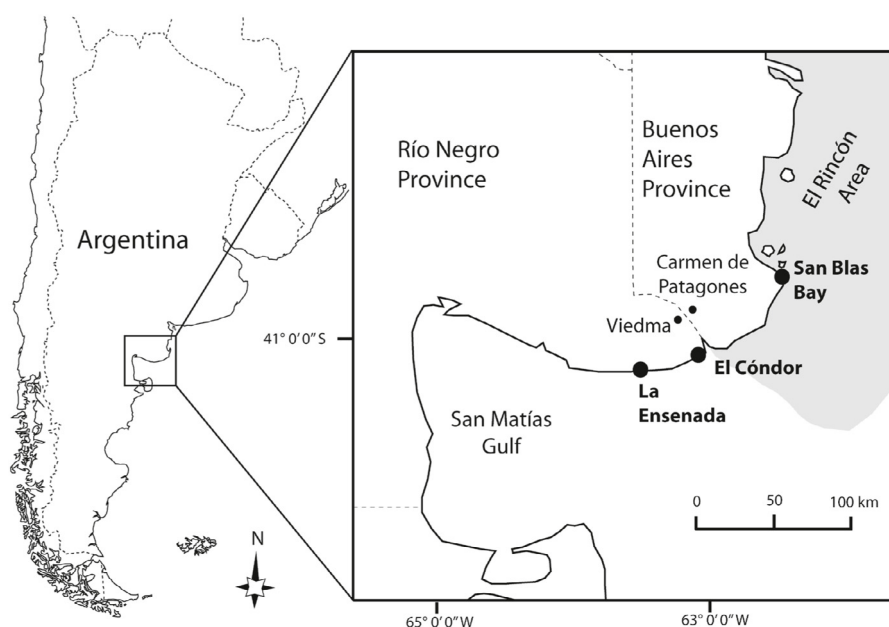 Argentina
41° 0'0"S
N
Río Negro
Province
Buenos
Aires
Province
El Rincón
Area
Carmen de
Patagones
San Blas
Bay
Viedma
El Cóndor
La
Ensenada
San Matías
Gulf
0 50 100 km
65° 0'0"W
63° 0'0"W